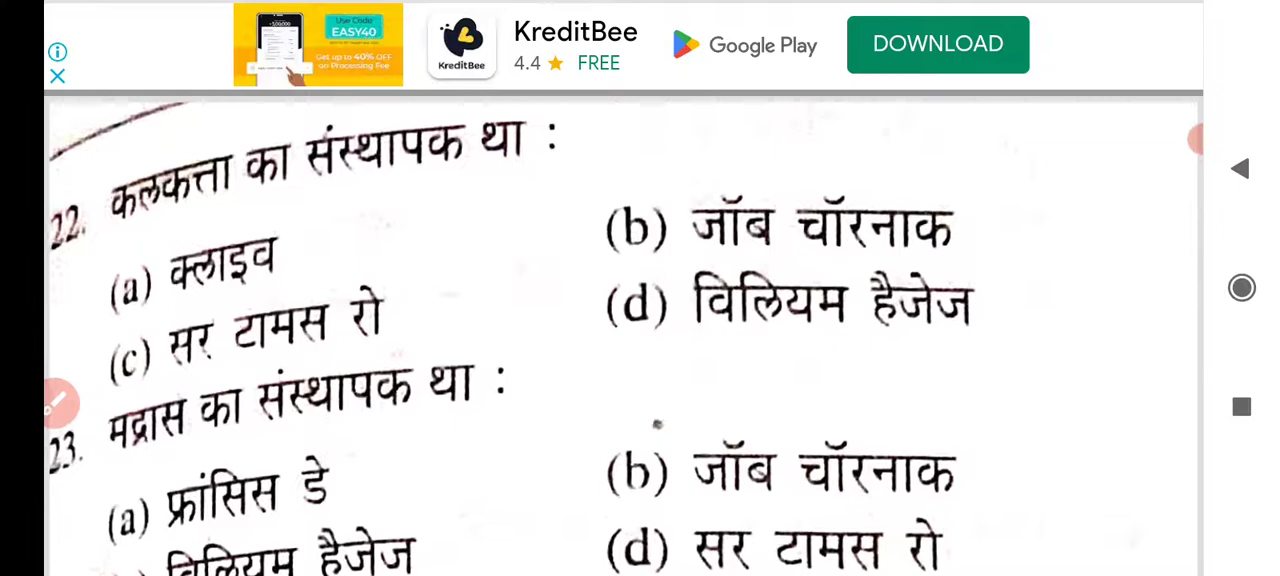 Use Code
EASY40
Get up to 40% OFF
on Processing Fee
KreditBee
KreditBee
4.4 ★ FREE
Google Play
DOWNLOAD
22. कलकत्ता का संस्थापक था :
(a) क्लाइव (b) जॉब चॉरनाक
(c) सर टामस रो (d) विलियम हैजेज
23. मद्रास का संस्थापक था :
(a) फ्रांसिस डे (b) जॉब चॉरनाक
विलियम हैजेज (d) सर टामस रो